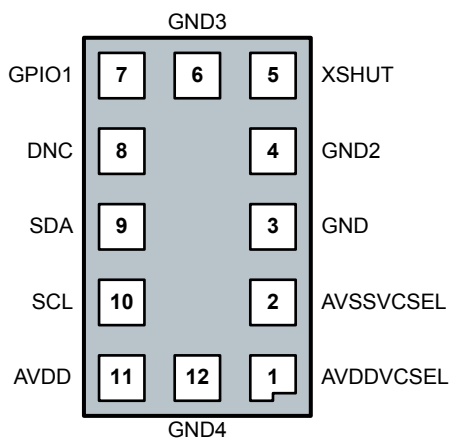 GND3
GPIO1 7 6 5 XSHUT
DNC 8 4 GND2
SDA 9 3 GND
SCL 10 2 AVSSVCSEL
AVDD 11 12 1 AVDDVCSEL
GND4